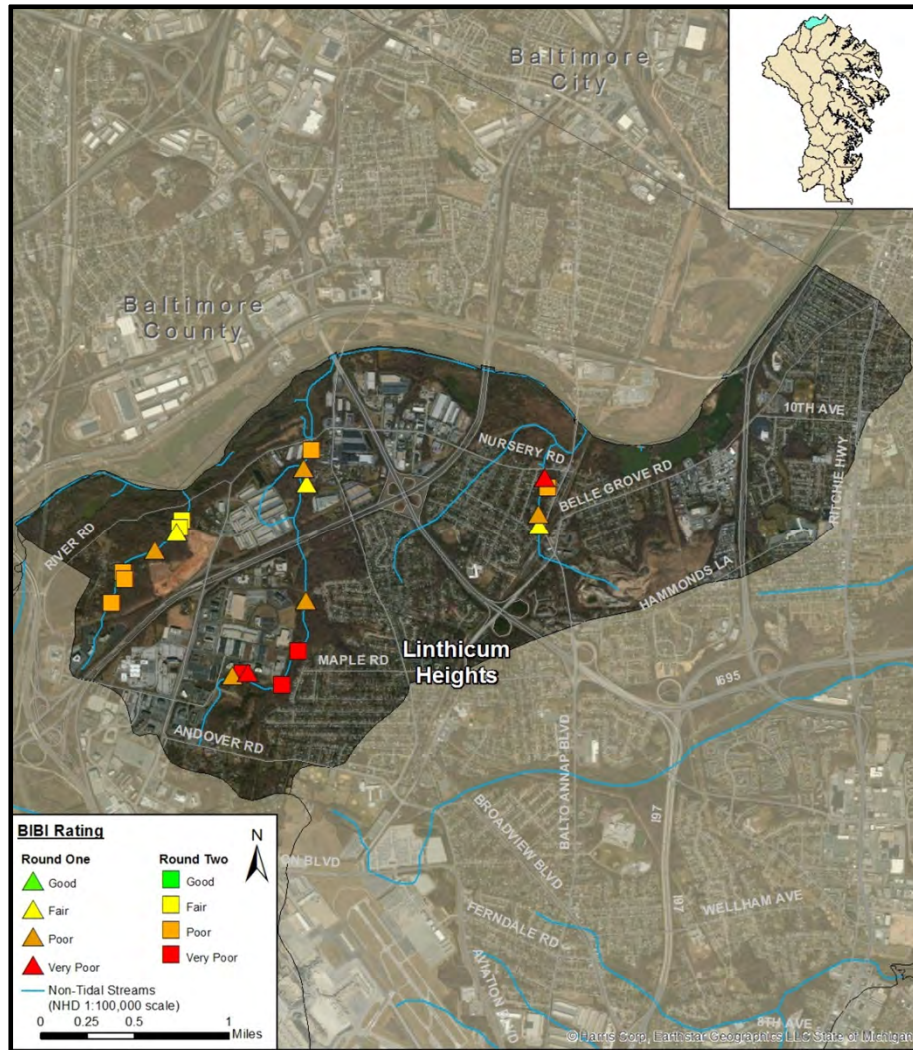 Baltimore
City
Baltimore
County
10TH AVE
NURSERY RD
BELLE GROVE RD
RITCHIE HWY
RIVER RD
HAMMONDS LA
Linthicum
Heights
MAPLE RD
I695
ANDOVER RD
BALTO ANNAP BLVD
I97
BROADVIEW BLVD
ON BLVD
WELLHAM AVE
I97
FERNDALE RD
AVIATION BLVD
8TH AVE
BIBI Rating
N
Round One
Round Two
Good
Good
Fair
Fair
Poor
Poor
Very Poor
Very Poor
Non-Tidal Streams
(NHD 1:100,000 scale)
0 0.25 0.5 1
Miles
© Harris Corp, Earthstar Geographics LLC State of Michigan